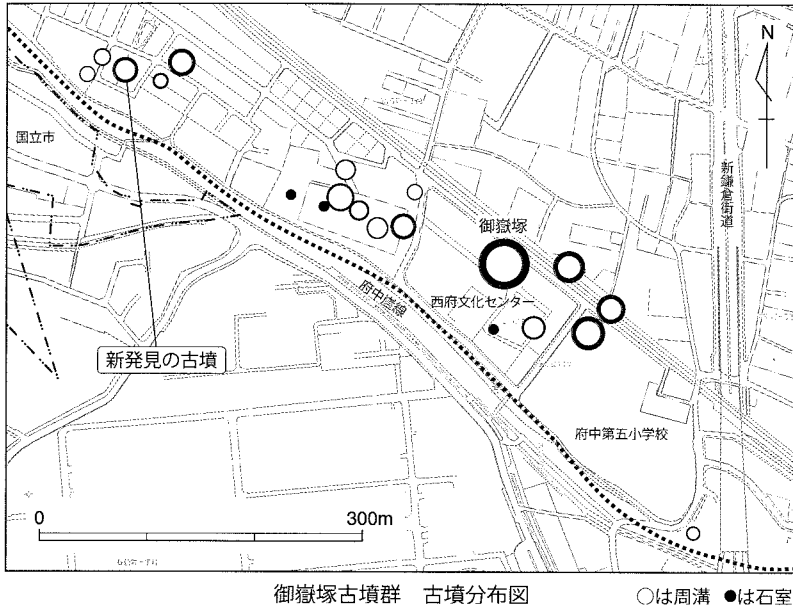 N
国立市
新鎌倉街道
御嶽塚
西府文化センター
府中崖線
新発見の古墳
府中第五小学校
0 300m
御嶽塚古墳群 古墳分布図 ○は周溝 ●は石室